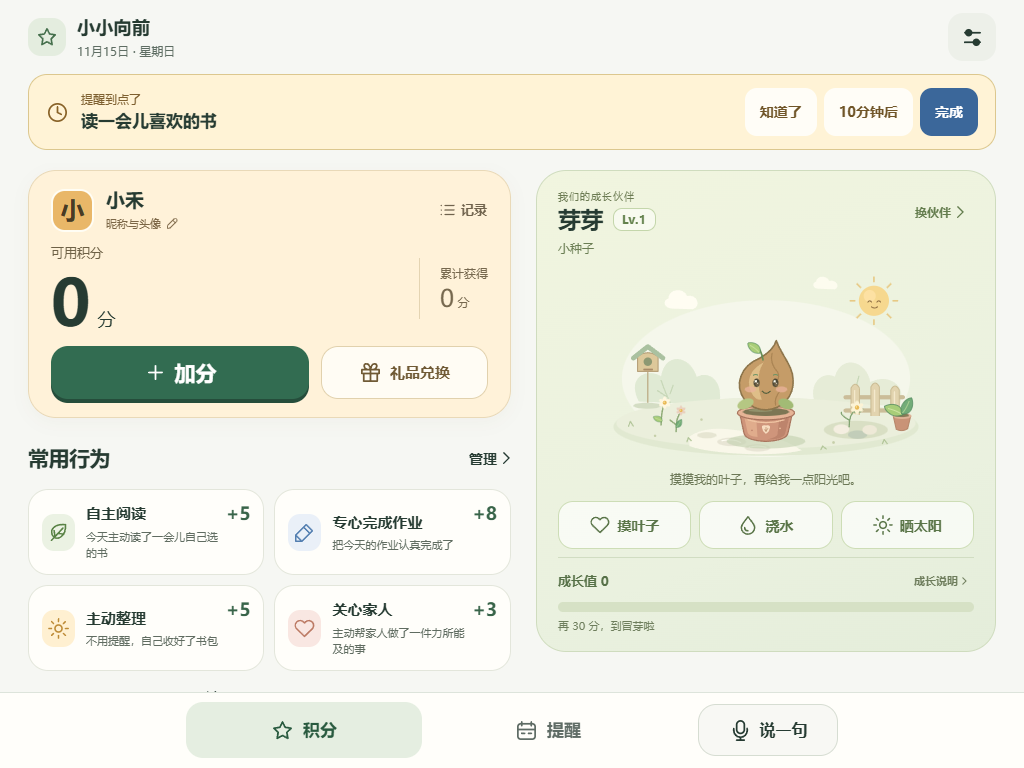 小小向前
11月15日 · 星期日
提醒到点了
读一会儿喜欢的书
知道了
10分钟后
完成
小
小禾
昵称与头像
记录
可用积分
0 分
累计获得
0 分
+ 加分
礼品兑换
常用行为
管理
自主阅读
+5
今天主动读了一会儿自己选
的书
专心完成作业
+8
把今天的作业认真完成了
主动整理
+5
不用提醒，自己收好了书包
关心家人
+3
主动帮家人做了一件力所能
及的事
我们的成长伙伴
芽芽 Lv.1
小种子
换伙伴
摸摸我的叶子，再给我一点阳光吧。
摸叶子
浇水
晒太阳
成长值 0
成长说明
再 30 分，到冒芽啦
积分
提醒
说一句